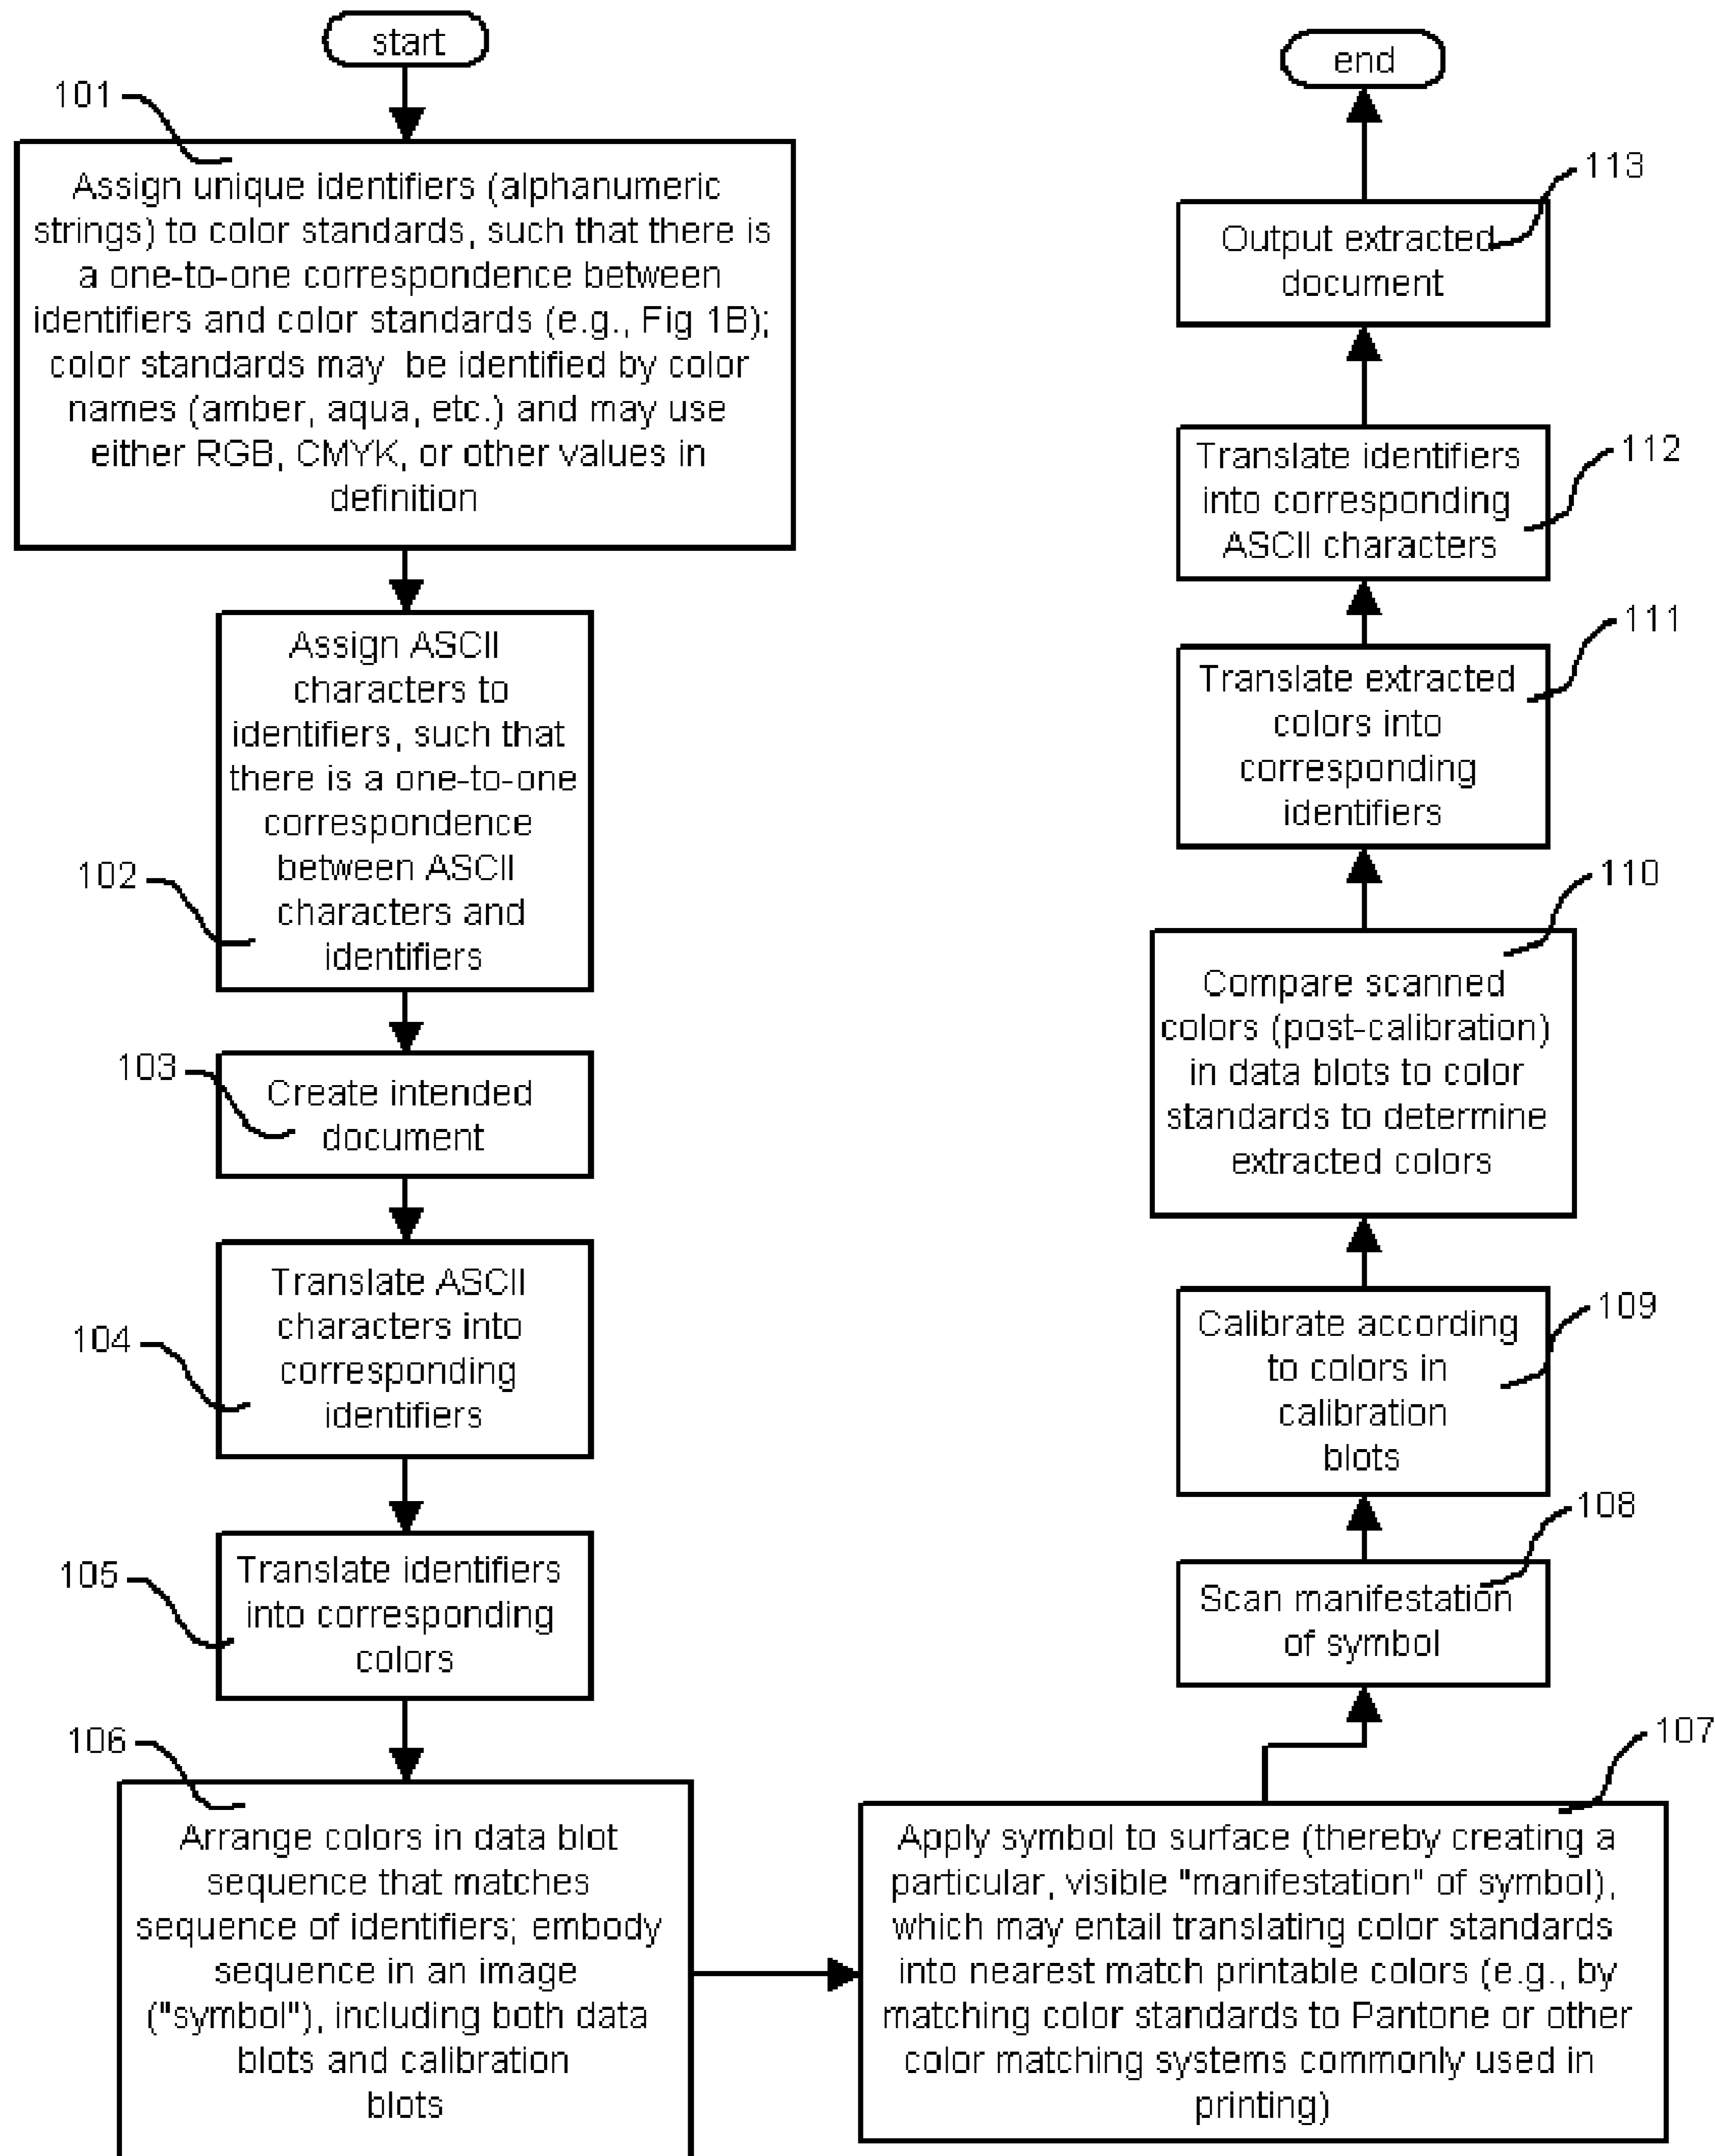 start
101
Assign unique identifiers (alphanumeric
strings) to color standards, such that there is
a one-to-one correspondence between
identifiers and color standards (e.g., Fig 1B);
color standards may be identified by color
names (amber, aqua, etc.) and may use
either RGB, CMYK, or other values in
definition
Assign ASCII
characters to
identifiers, such that
there is a one-to-one
correspondence
between ASCII
characters and
identifiers
102
103
Create intended
document
Translate ASCII
characters into
corresponding
identifiers
104
105
Translate identifiers
into corresponding
colors
106
Arrange colors in data blot
sequence that matches
sequence of identifiers; embody
sequence in an image
("symbol"), including both data
blots and calibration
blots
107
Apply symbol to surface (thereby creating a
particular, visible "manifestation" of symbol),
which may entail translating color standards
into nearest match printable colors (e.g., by
matching color standards to Pantone or other
color matching systems commonly used in
printing)
108
Scan manifestation
of symbol
109
Calibrate according
to colors in
calibration
blots
110
Compare scanned
colors (post-calibration)
in data blots to color
standards to determine
extracted colors
111
Translate extracted
colors into
corresponding
identifiers
112
Translate identifiers
into corresponding
ASCII characters
113
Output extracted
document
end